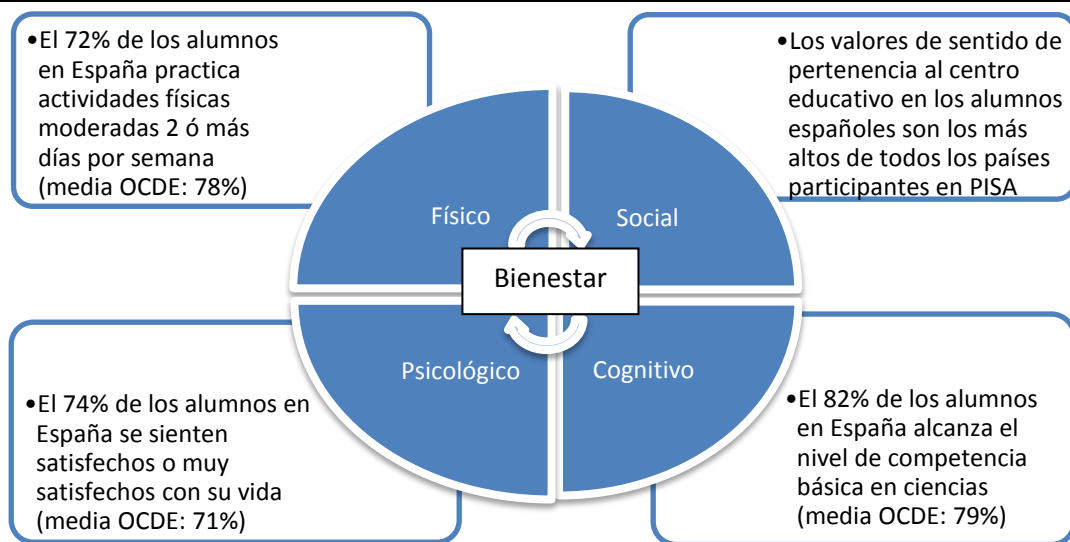 •El 72% de los alumnos
en España practica
actividades físicas
moderadas 2 ó más
días por semana
(media OCDE: 78%)
•Los valores de sentido de
pertenencia al centro
educativo en los alumnos
españoles son los más
altos de todos los países
participantes en PISA
Físico
Social
Bienestar
Psicológico
Cognitivo
•El 74% de los alumnos en
España se sienten
satisfechos o muy
satisfechos con su vida
(media OCDE: 71%)
•El 82% de los alumnos
en España alcanza el
nivel de competencia
básica en ciencias
(media OCDE: 79%)